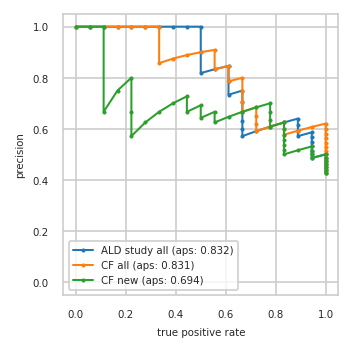 1.0
0.8
0.6
0.4
0.2
0.0
precision
ALD study all (aps: 0.832)
CF all (aps: 0.831)
CF new (aps: 0.694)
0.0 0.2 0.4 0.6 0.8 1.0
true positive rate